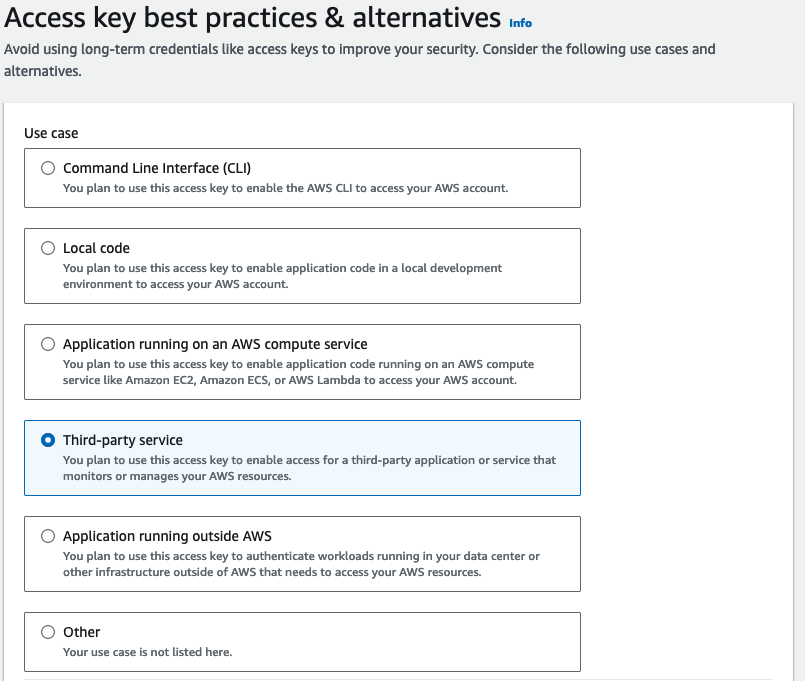 Access key best practices & alternatives Info
Avoid using long-term credentials like access keys to improve your security. Consider the following use cases and
alternatives.
Use case
Command Line Interface (CLI)
You plan to use this access key to enable the AWS CLI to access your AWS account.
Local code
You plan to use this access key to enable application code in a local development
environment to access your AWS account.
Application running on an AWS compute service
You plan to use this access key to enable application code running on an AWS compute
service like Amazon EC2, Amazon ECS, or AWS Lambda to access your AWS account.
Third-party service
You plan to use this access key to enable access for a third-party application or service that
monitors or manages your AWS resources.
Application running outside AWS
You plan to use this access key to authenticate workloads running in your data center or
other infrastructure outside of AWS that needs to access your AWS resources.
Other
Your use case is not listed here.